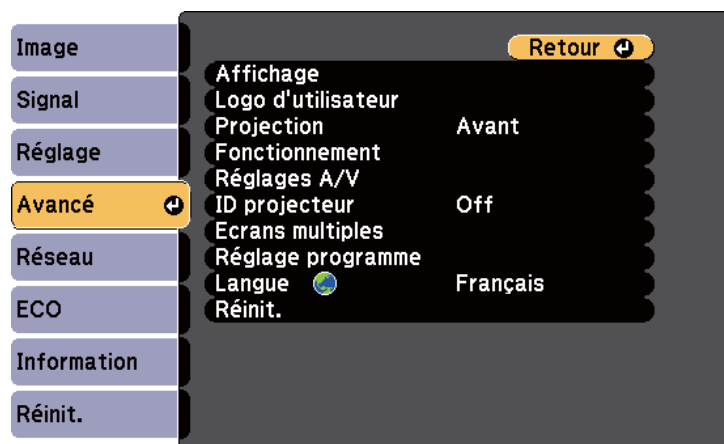 Image
Signal
Réglage
Avancé
Réseau
ECO
Information
Réinit.
Retour
Affichage
Logo d'utilisateur
Projection Avant
Fonctionnement
Réglages A/V
ID projecteur Off
Ecrans multiples
Réglage programme
Langue Français
Réinit.